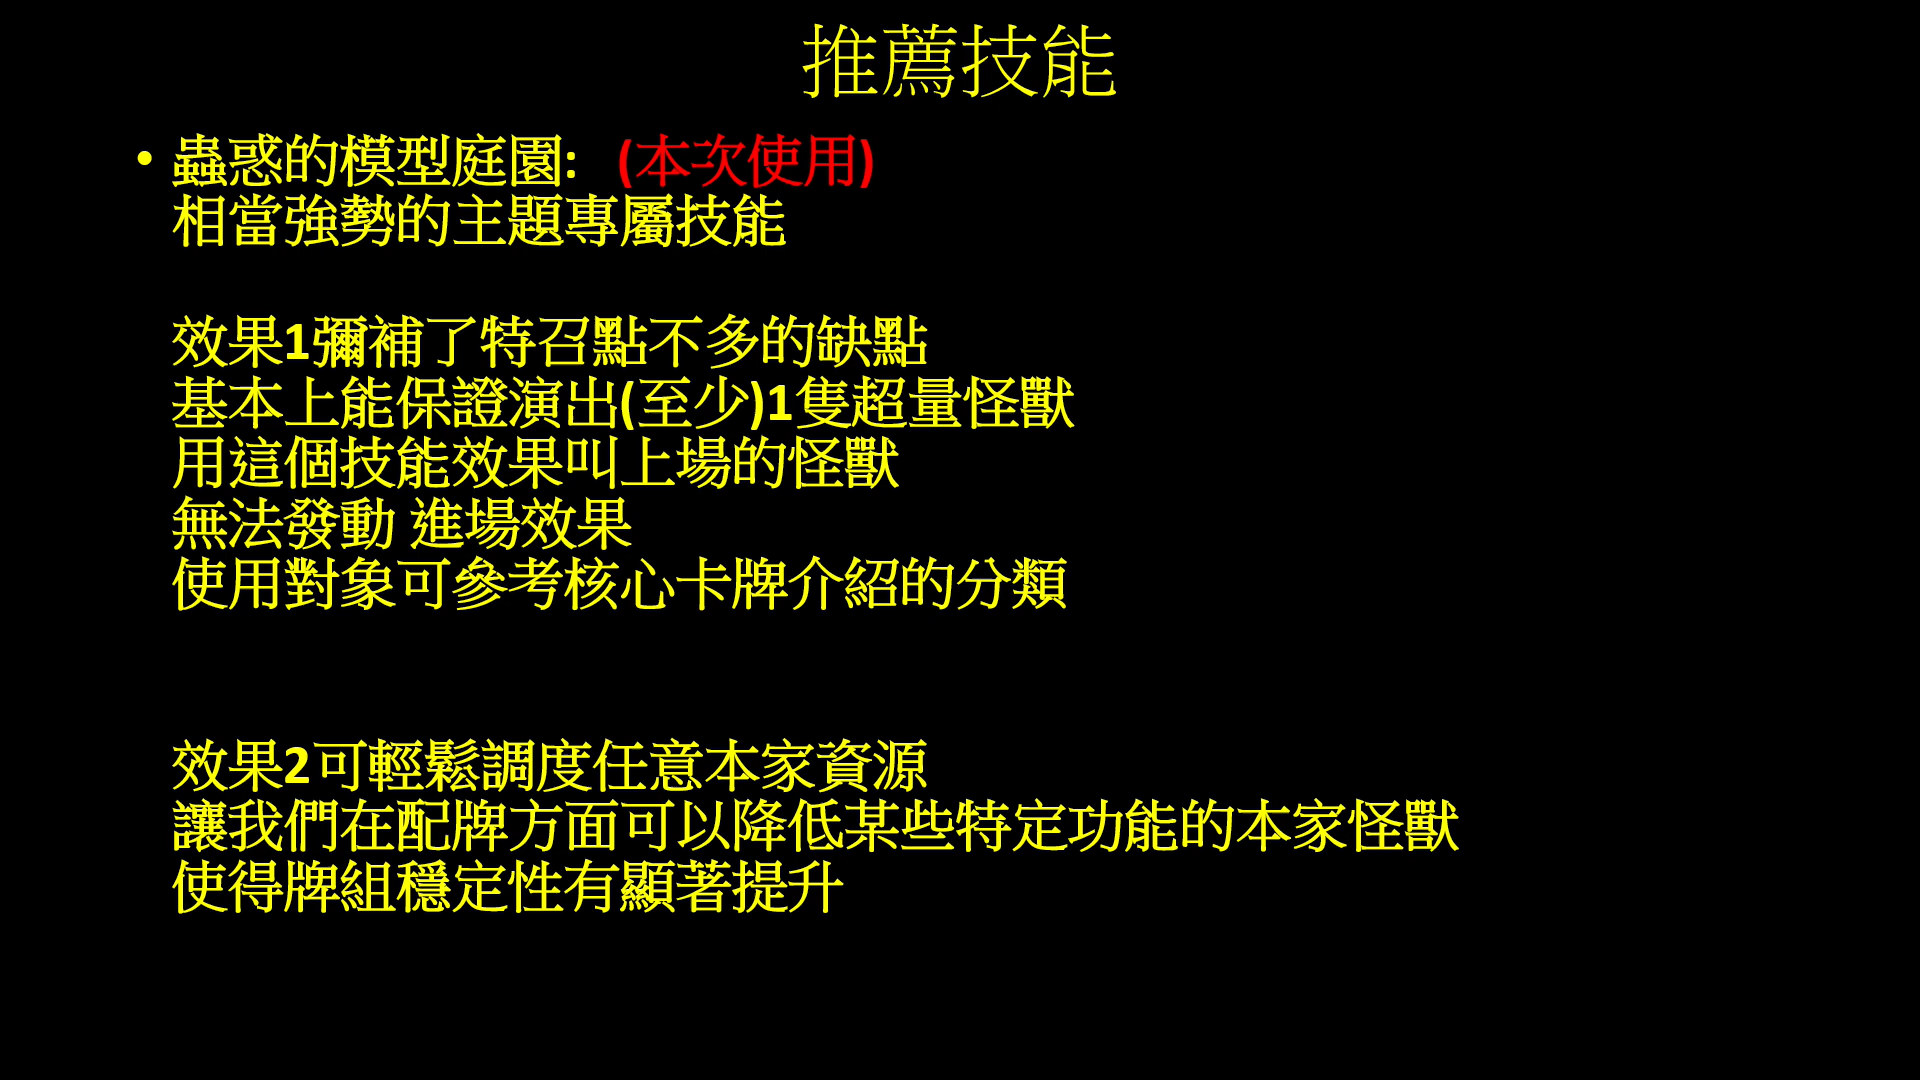 推薦技能
• 蟲惑的模型庭園: (本次使用)
相當強勢的主題專屬技能
效果1彌補了特召點不多的缺點
基本上能保證演出(至少)1隻超量怪獸
用這個技能效果叫上場的怪獸
無法發動 進場效果
使用對象可參考核心卡牌介紹的分類
效果2可輕鬆調度任意本家資源
讓我們在配牌方面可以降低某些特定功能的本家怪獸
使得牌組穩定性有顯著提升